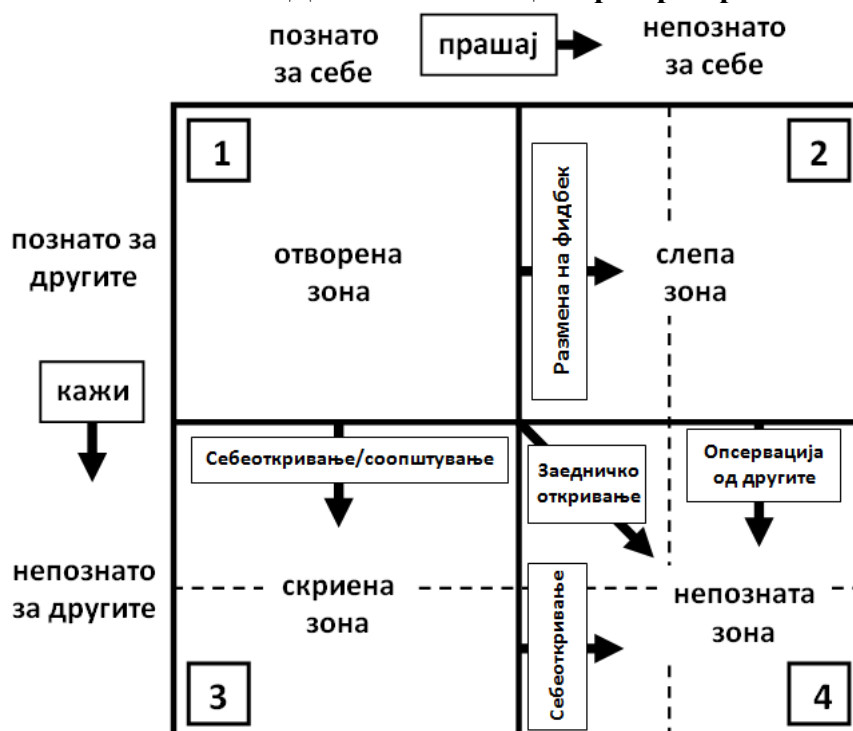 познато
за себе
прашај
непознато
за себе
1
2
познато за
другите
отворена
зона
Размена на фидбек
слепа
зона
кажи
Себеоткривање/соопштување
Заедничко
откривање
Опсервација
од другите
непознато
за другите
скриена
зона
Себеоткривање
непозната
зона
3
4